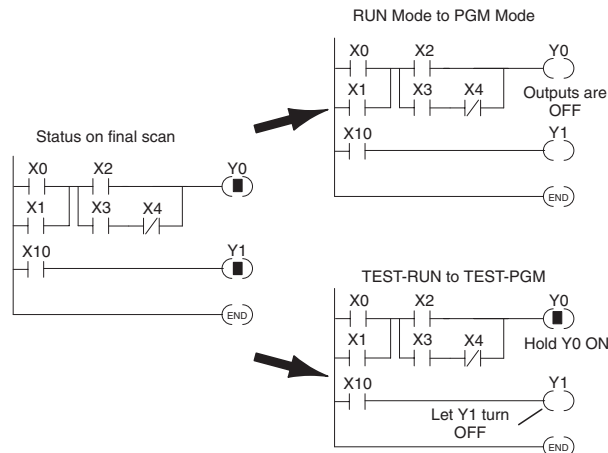 Status on final scan
X0 X2 Y0
X1 X3 X4
X10 Y1
END
RUN Mode to PGM Mode
X0 X2 Y0
X1 X3 X4
Outputs are
OFF
X10 Y1
END
TEST-RUN to TEST-PGM
X0 X2 Y0
X1 X3 X4
Hold Y0 ON
X10 Y1
Let Y1 turn
OFF
END